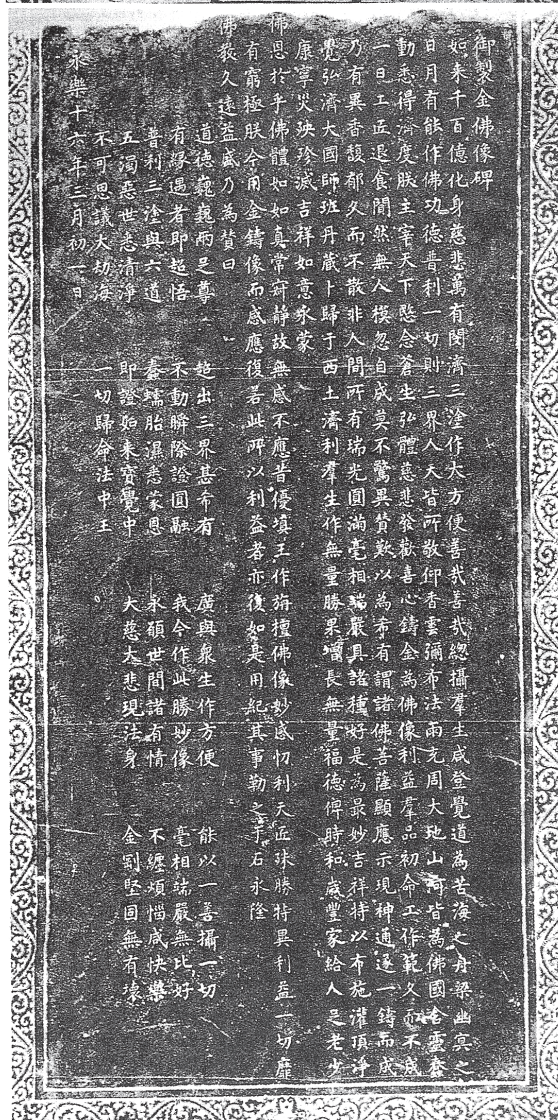 御製金佛像碑
如来千百億化身慈悲萬有閔濟三塗作大方便善哉善哉總攝羣生咸登覺道為苦海之舟梁幽㝠之
日月有能作佛功德普利一切則三界人天皆所敬仰香雲彌布法雨充周大地山河皆為佛國含靈蠢
動悉得濟度朕主宰天下愍念蒼生弘體慈悲發歡喜心鑄金為佛像利益羣品初命工作範久而不成
一日工匠退食閴然無人模忽自成莫不驚異贊歎以為希有謂諸佛菩薩顯應示現神通遂一鑄而成
乃有異香馥郁久而不散非人間所有瑞光圓滿毫相端嚴具諸種好是為最妙吉祥特以布施灌頂淨
覺弘濟大國師班丹藏卜歸于西土濟利羣生作無量勝果增長無量福德俾時和歲豐家給人足老少
康寧灾殃殄滅吉祥如意永蒙
佛恩於乎佛體如如真常寂静故無感不應昔優填王作旃檀佛像妙感忉利天匠殊勝特異利益一切靡
有窮極朕今用金鑄像而感應復若此所以利益者亦復如是用紀其事勒之于石永隆
佛教久遠益盛乃為贊曰
道徳巍巍兩足尊 超出三界甚希有 廣與衆生作方便 能以一善攝一切
有緣遇者即超悟 不動瞬際證圓融 我今作此勝妙像 毫相端嚴無比好
普利三塗與六道 蠢蠕胎濕悉蒙恩 永願世間諸有情 不纏煩惱咸快樂
五濁惡世悉清淨 即證如来寳覺中 大慈大悲現法身 金剛堅固無有壊
不可思議大劫海 一切歸命法中王 。
永樂十六年三月初一日